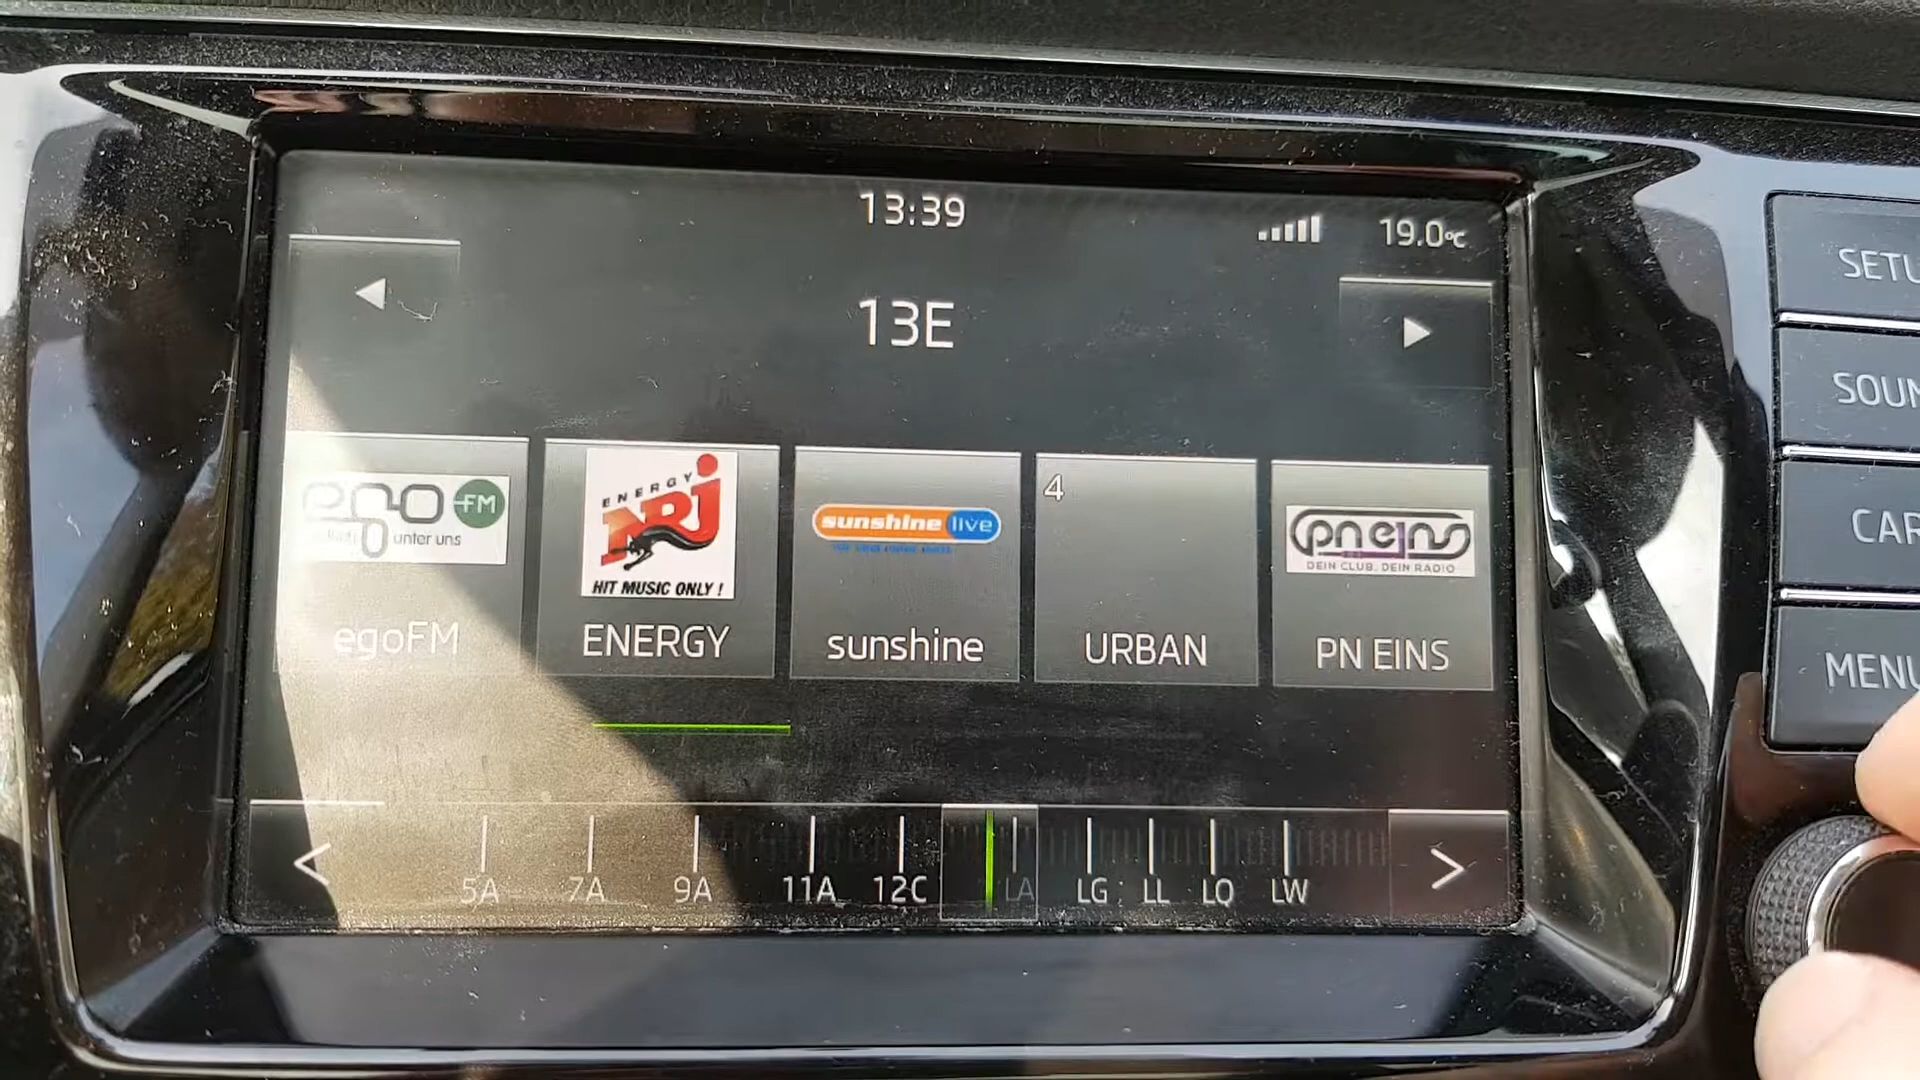 13:39
19.0°C
13E
ego FM
unter uns
egoFM
ENERGY
NRJ
HIT MUSIC ONLY!
ENERGY
sunshine live
sunshine
4
URBAN
pn eins
DEIN CLUB. DEIN RADIO
PN EINS
< 5A 7A 9A 11A 12C LA LG LL LQ LW >
SETU
SOUN
CAR
MENU